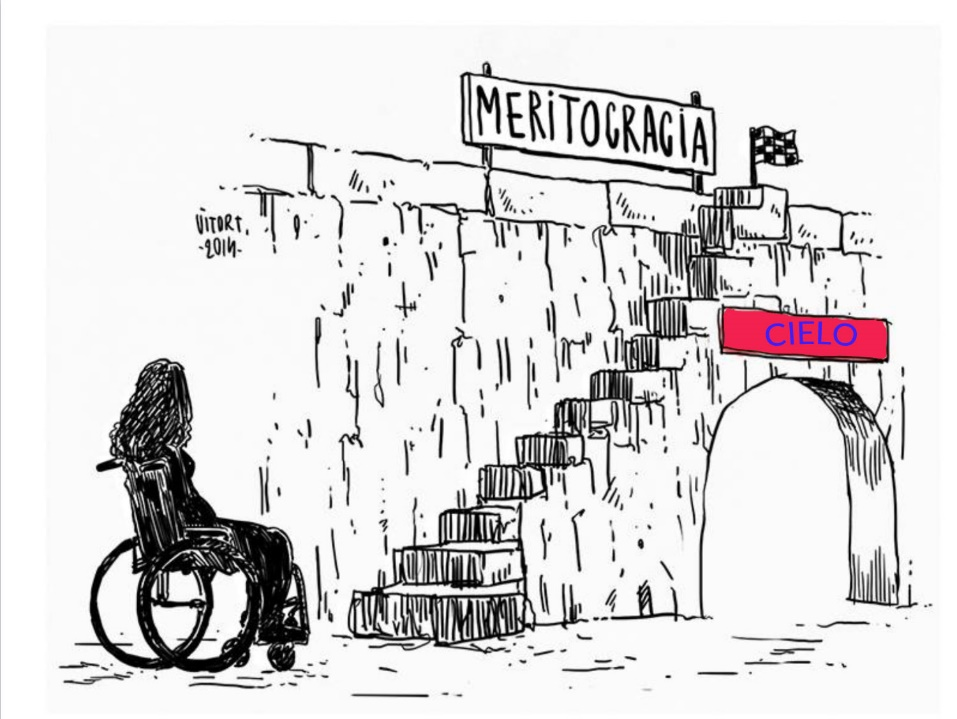 MERITOCRACIA
VITORT.
-2014-
CIELO